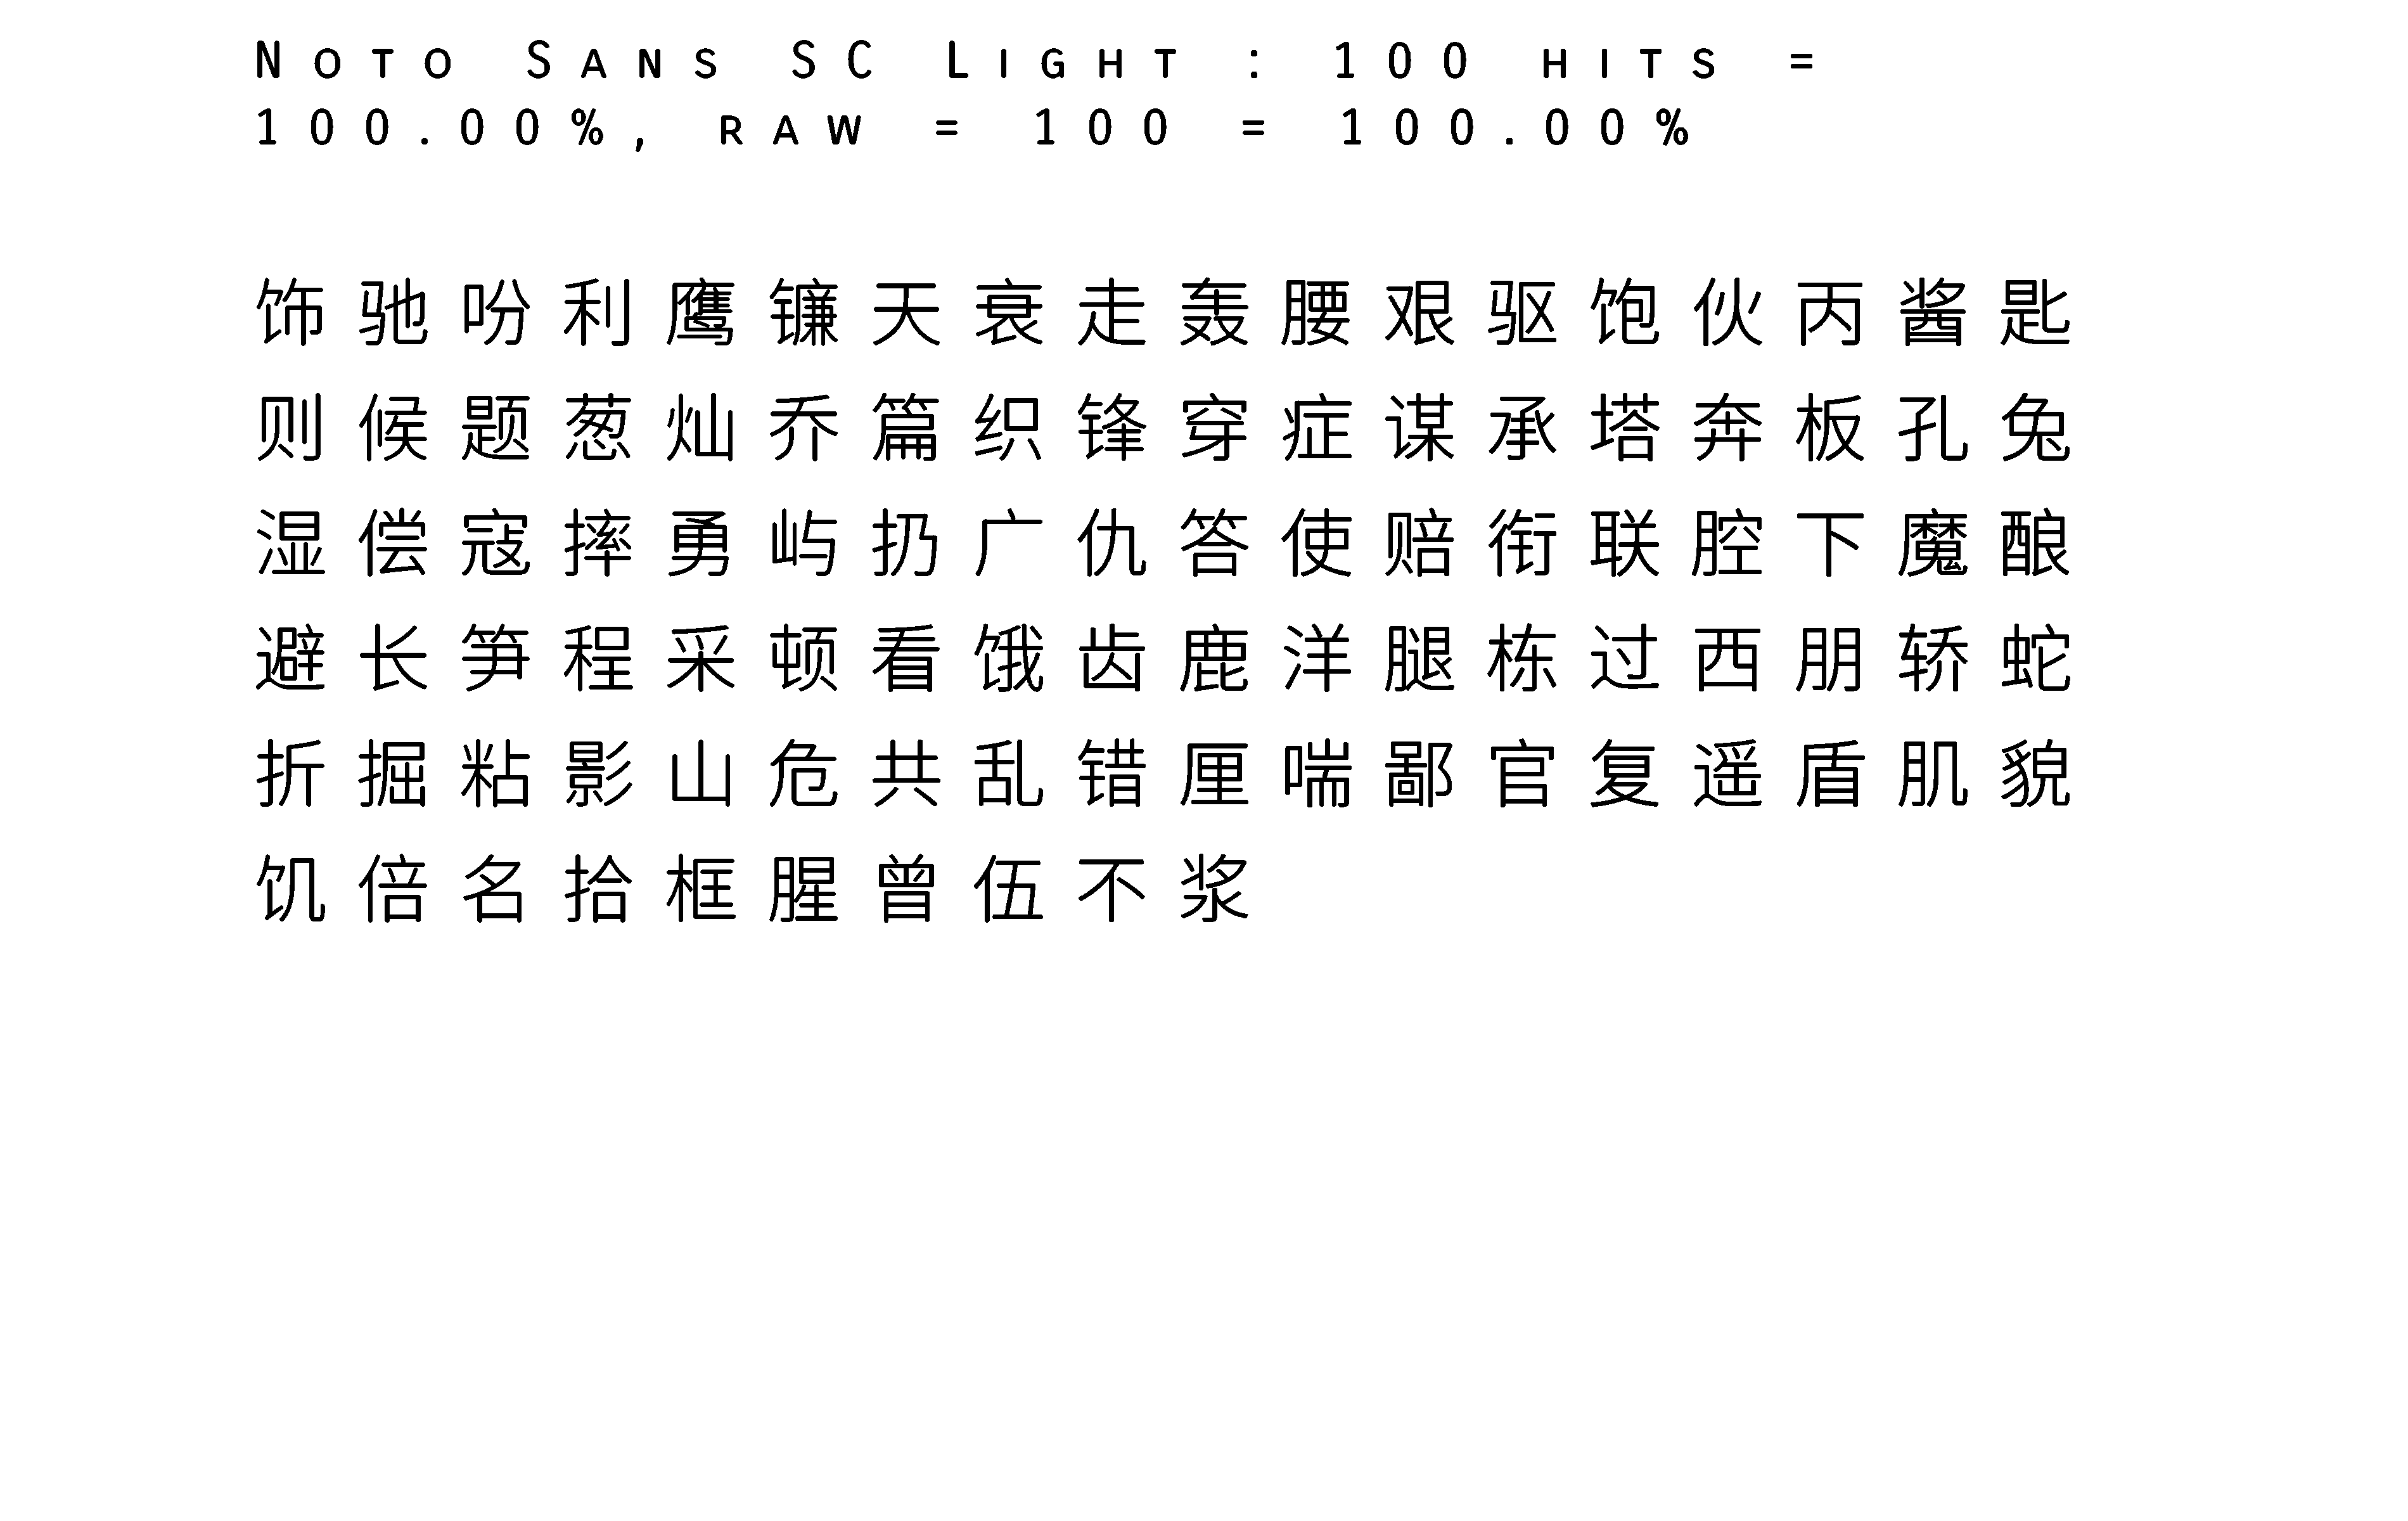 Noto Sans SC Light : 100 hits =
100.00%, raw = 100 = 100.00%
饰驰吩利鹰镰天衰走轰腰艰驱饱伙丙酱匙
则候题葱灿乔篇织锋穿症谋承塔奔板孔兔
湿偿寇摔勇屿扔广仇答使赔衔联腔下魔酿
避长笋程采顿看饿齿鹿洋腿栋过西朋轿蛇
折掘粘影山危共乱错厘喘鄙官复遥盾肌貌
饥倍名拾框腥曾伍不浆